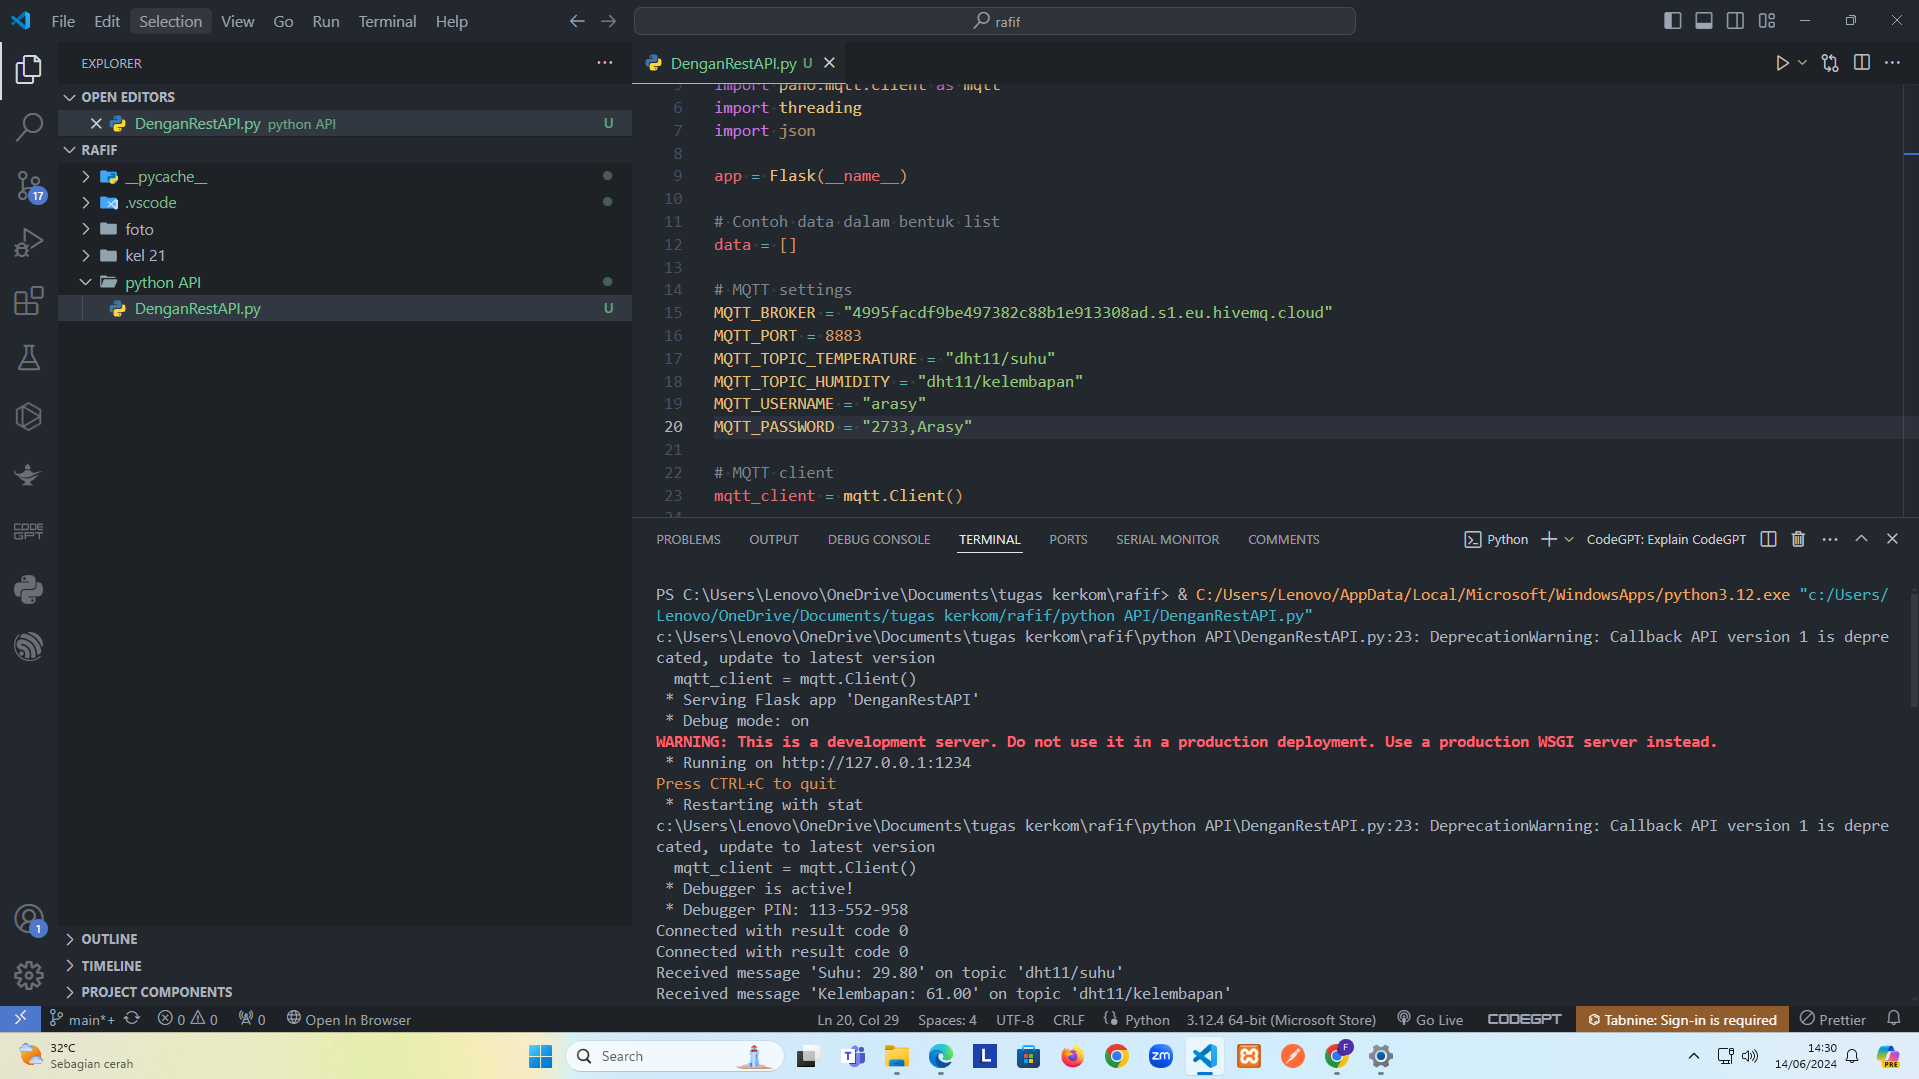 File Edit Selection View Go Run Terminal Help
rafif
EXPLORER
OPEN EDITORS
DenganRestAPI.py python API U
RAFIF
__pycache__
.vscode
foto
kel 21
python API
DenganRestAPI.py U
OUTLINE
TIMELINE
PROJECT COMPONENTS
17
CODE GPT
1
DenganRestAPI.py U
5 import paho.mqtt.client as mqtt
6 import threading
7 import json
8
9 app = Flask(__name__)
10
11 # Contoh data dalam bentuk list
12 data = []
13
14 # MQTT settings
15 MQTT_BROKER = "4995facdf9be497382c88b1e913308ad.s1.eu.hivemq.cloud"
16 MQTT_PORT = 8883
17 MQTT_TOPIC_TEMPERATURE = "dht11/suhu"
18 MQTT_TOPIC_HUMIDITY = "dht11/kelembapan"
19 MQTT_USERNAME = "arasy"
20 MQTT_PASSWORD = "2733,Arasy"
21
22 # MQTT client
23 mqtt_client = mqtt.Client()
24
PROBLEMS OUTPUT DEBUG CONSOLE TERMINAL PORTS SERIAL MONITOR COMMENTS
Python CodeGPT: Explain CodeGPT
PS C:\Users\Lenovo\OneDrive\Documents\tugas kerkom\rafif> & C:/Users/Lenovo/AppData/Local/Microsoft/WindowsApps/python3.12.exe "c:/Users/
Lenovo/OneDrive/Documents/tugas kerkom/rafif/python API/DenganRestAPI.py"
c:\Users\Lenovo\OneDrive\Documents\tugas kerkom\rafif\python API\DenganRestAPI.py:23: DeprecationWarning: Callback API version 1 is depre
cated, update to latest version
mqtt_client = mqtt.Client()
* Serving Flask app 'DenganRestAPI'
* Debug mode: on
WARNING: This is a development server. Do not use it in a production deployment. Use a production WSGI server instead.
* Running on http://127.0.0.1:1234
Press CTRL+C to quit
* Restarting with stat
c:\Users\Lenovo\OneDrive\Documents\tugas kerkom\rafif\python API\DenganRestAPI.py:23: DeprecationWarning: Callback API version 1 is depre
cated, update to latest version
mqtt_client = mqtt.Client()
* Debugger is active!
* Debugger PIN: 113-552-958
Connected with result code 0
Connected with result code 0
Received message 'Suhu: 29.80' on topic 'dht11/suhu'
Received message 'Kelembapan: 61.00' on topic 'dht11/kelembapan'
main*+ 0 0 0 Open In Browser Ln 20, Col 29 Spaces: 4 UTF-8 CRLF Python 3.12.4 64-bit (Microsoft Store) Go Live CODEGPT Tabnine: Sign-in is required Prettier
32°C
Sebagian cerah
Search
L
zm
F
14:30
14/06/2024
PRE